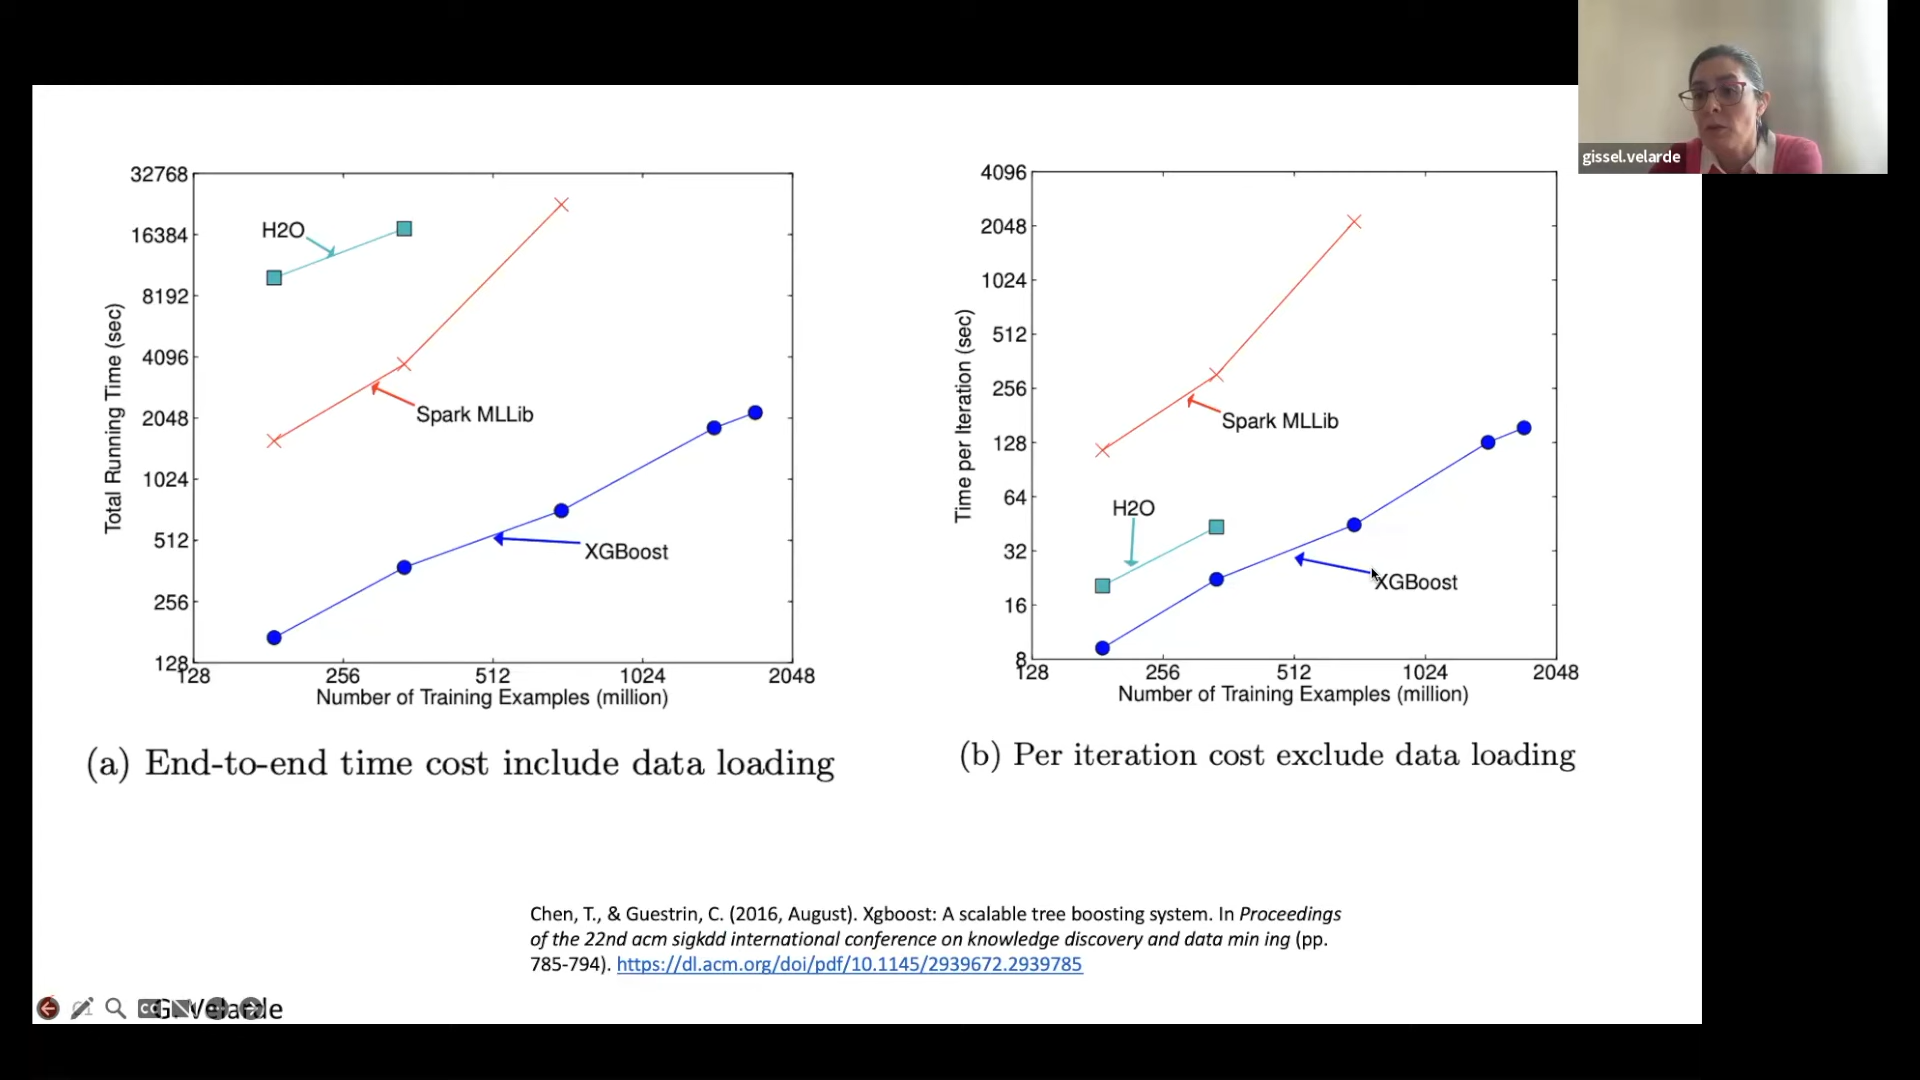 gissel.velarde
32768
16384
8192
4096
2048
1024
512
256
128
Total Running Time (sec)
H2O
Spark MLLib
XGBoost
128 256 512 1024 2048
Number of Training Examples (million)
(a) End-to-end time cost include data loading
4096
2048
1024
512
256
128
64
32
16
8
Time per Iteration (sec)
Spark MLLib
H2O
XGBoost
128 256 512 1024 2048
Number of Training Examples (million)
(b) Per iteration cost exclude data loading
Chen, T., & Guestrin, C. (2016, August). Xgboost: A scalable tree boosting system. In Proceedings
of the 22nd acm sigkdd international conference on knowledge discovery and data min ing (pp.
785-794). https://dl.acm.org/doi/pdf/10.1145/2939672.2939785
CC
G. Velarde